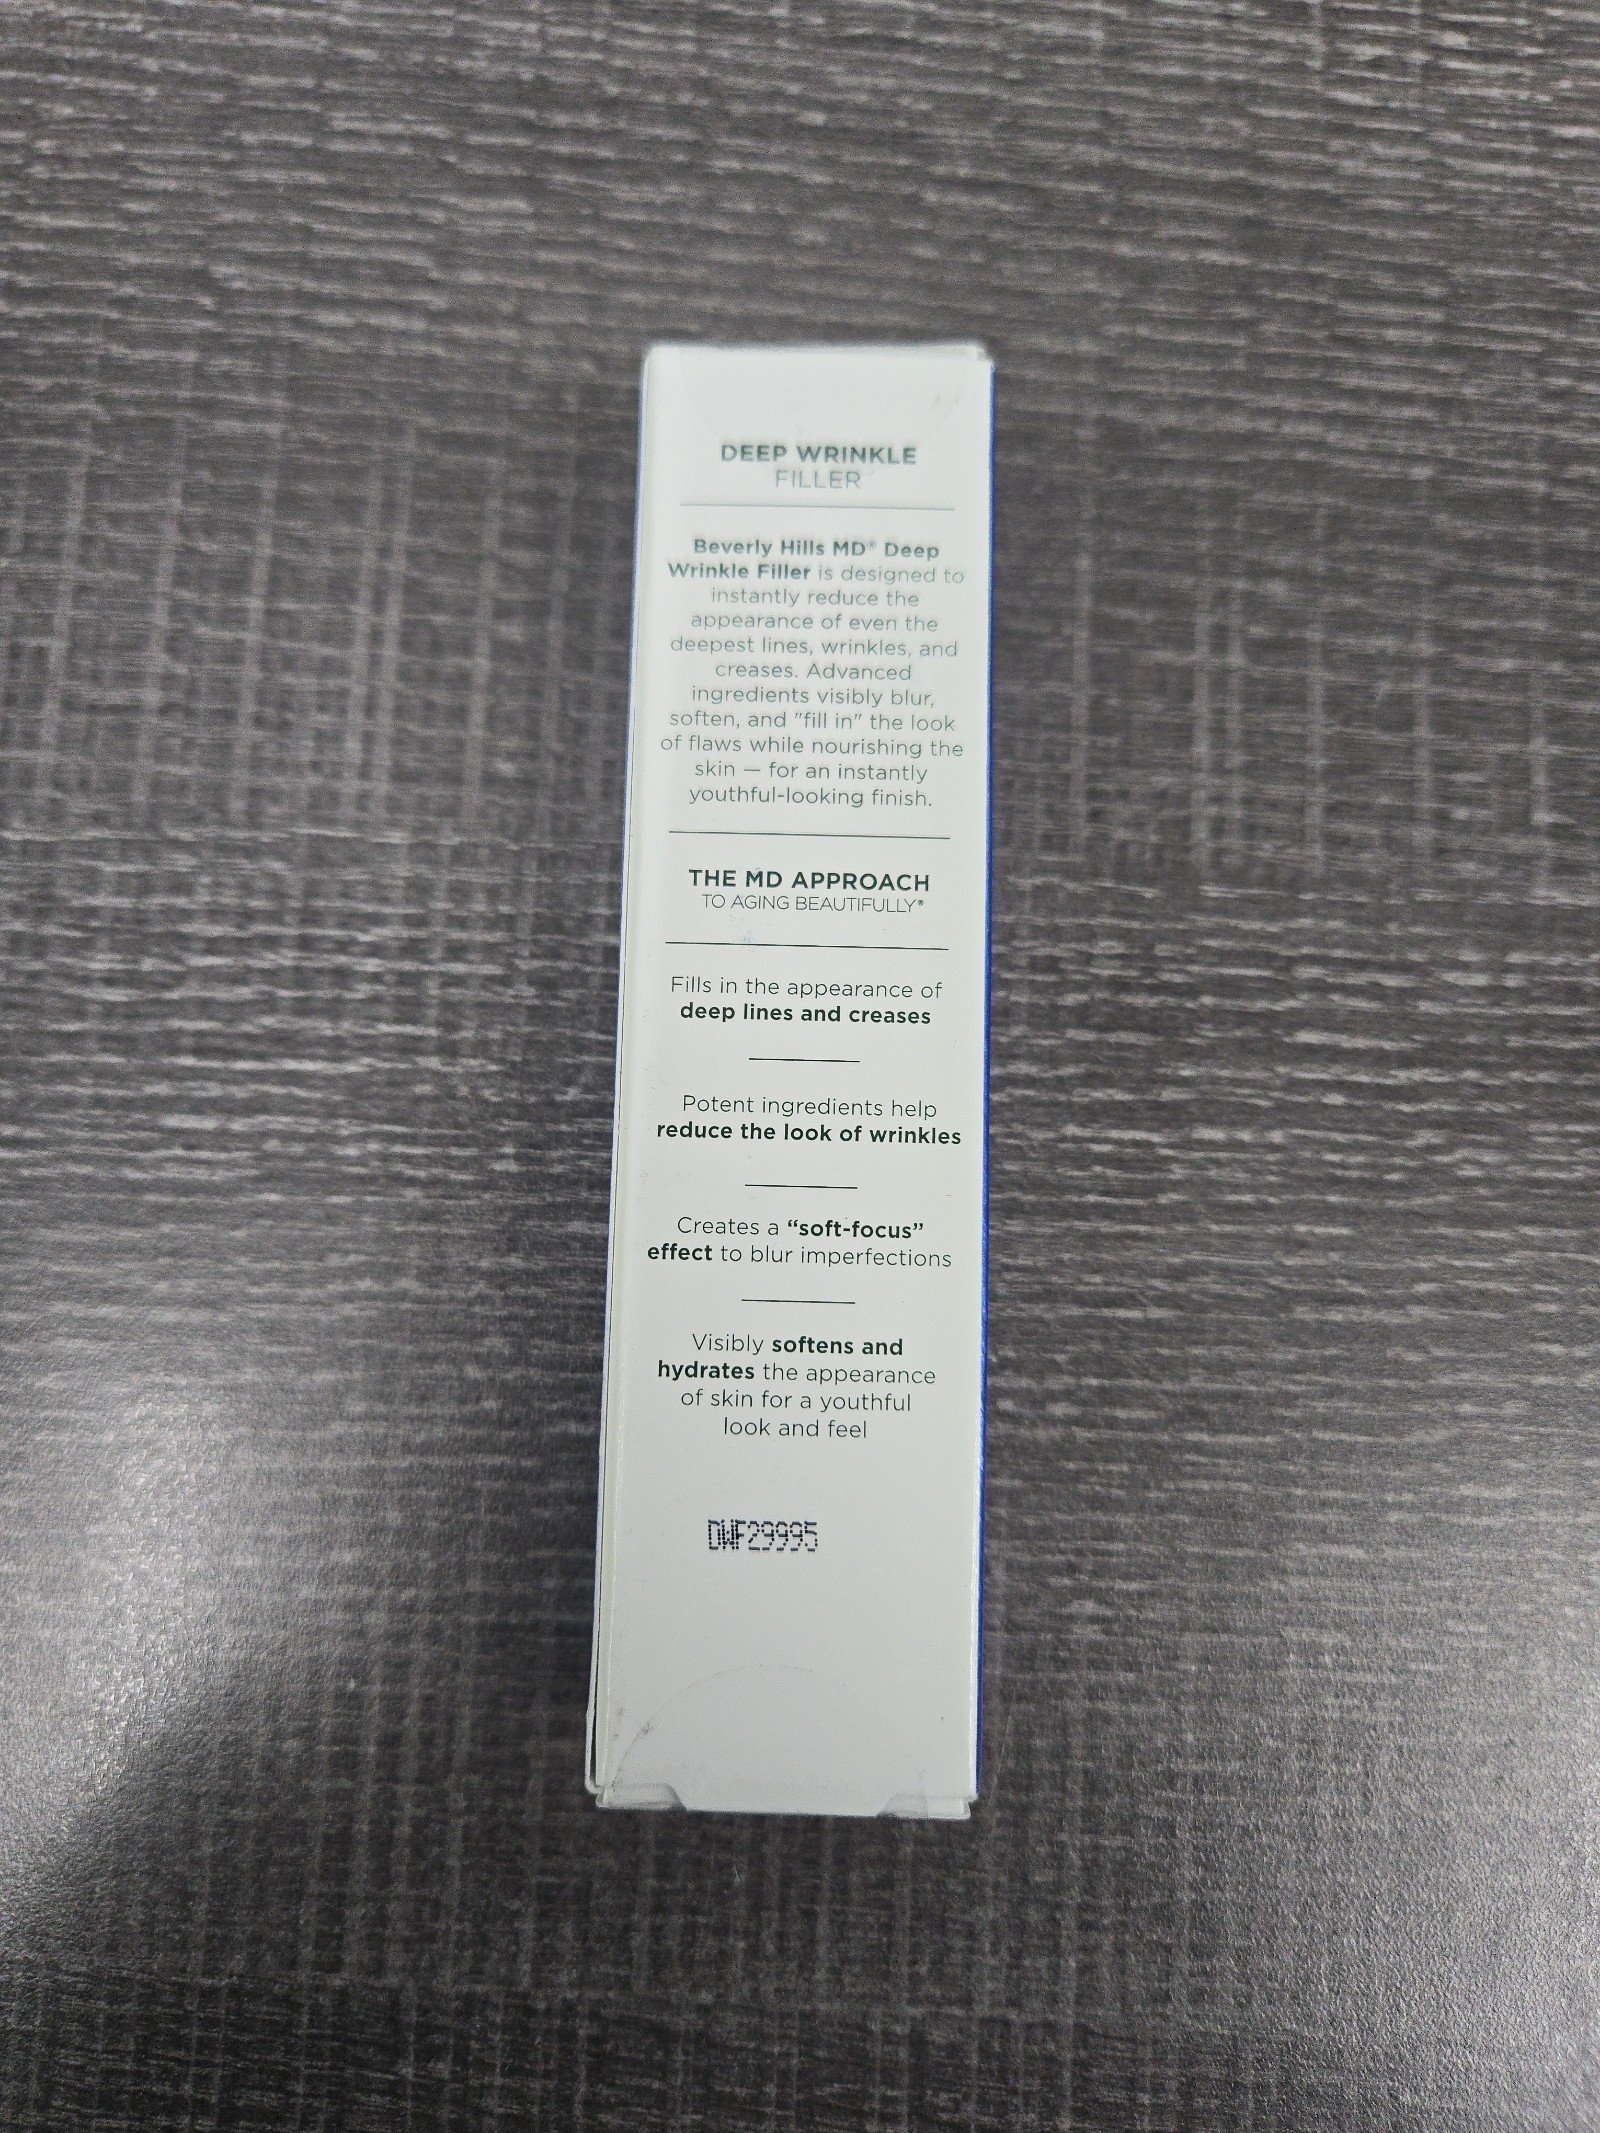 DEEP WRINKLE
FILLER
Beverly Hills MD® Deep
Wrinkle Filler is designed to
instantly reduce the
appearance of even the
deepest lines, wrinkles, and
creases. Advanced
ingredients visibly blur,
soften, and "fill in" the look
of flaws while nourishing the
skin — for an instantly
youthful-looking finish.
THE MD APPROACH
TO AGING BEAUTIFULLY®
Fills in the appearance of
deep lines and creases
Potent ingredients help
reduce the look of wrinkles
Creates a “soft-focus”
effect to blur imperfections
Visibly softens and
hydrates the appearance
of skin for a youthful
look and feel
DWF29995